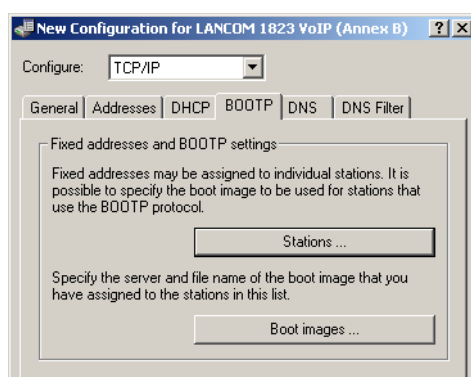 New Configuration for LANCOM 1823 VoIP (Annex B)
Configure: TCP/IP
General Addresses DHCP BOOTP DNS DNS Filter
Fixed addresses and BOOTP settings
Fixed addresses may be assigned to individual stations. It is
possible to specify the boot image to be used for stations that
use the BOOTP protocol.
Stations ...
Specify the server and file name of the boot image that you
have assigned to the stations in this list.
Boot images ...